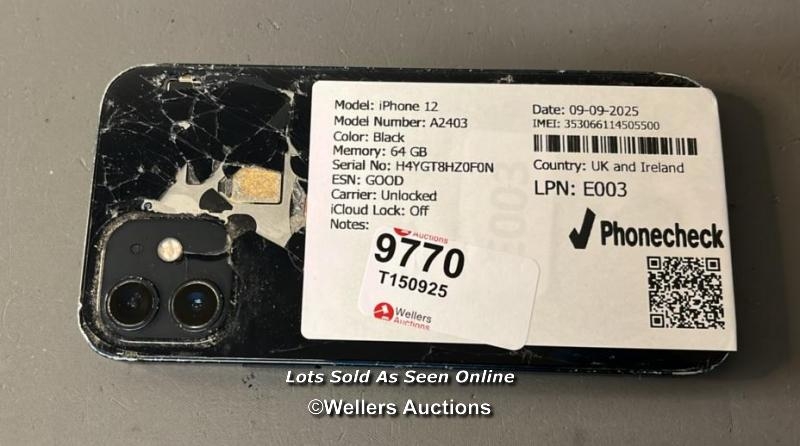 Model: iPhone 12
Model Number: A2403
Color: Black
Memory: 64 GB
Serial No: H4YGT8HZ0F0N
ESN: GOOD
Carrier: Unlocked
iCloud Lock: Off
Notes:
Date: 09-09-2025
IMEI: 353066114505500
Country: UK and Ireland
LPN: E003
Phonecheck
Auctions
9770
T150925
Wellers
Auctions
Lots Sold As Seen Online
©Wellers Auctions